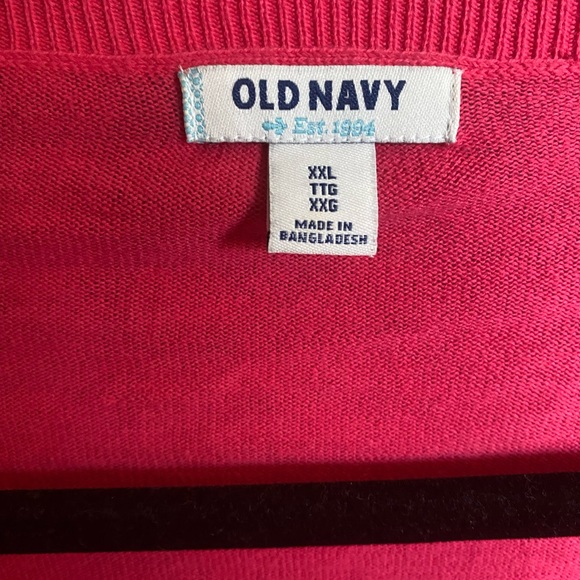 OLD NAVY
Est. 1994
XXL
TTG
XXG
MADE IN
BANGLADESH